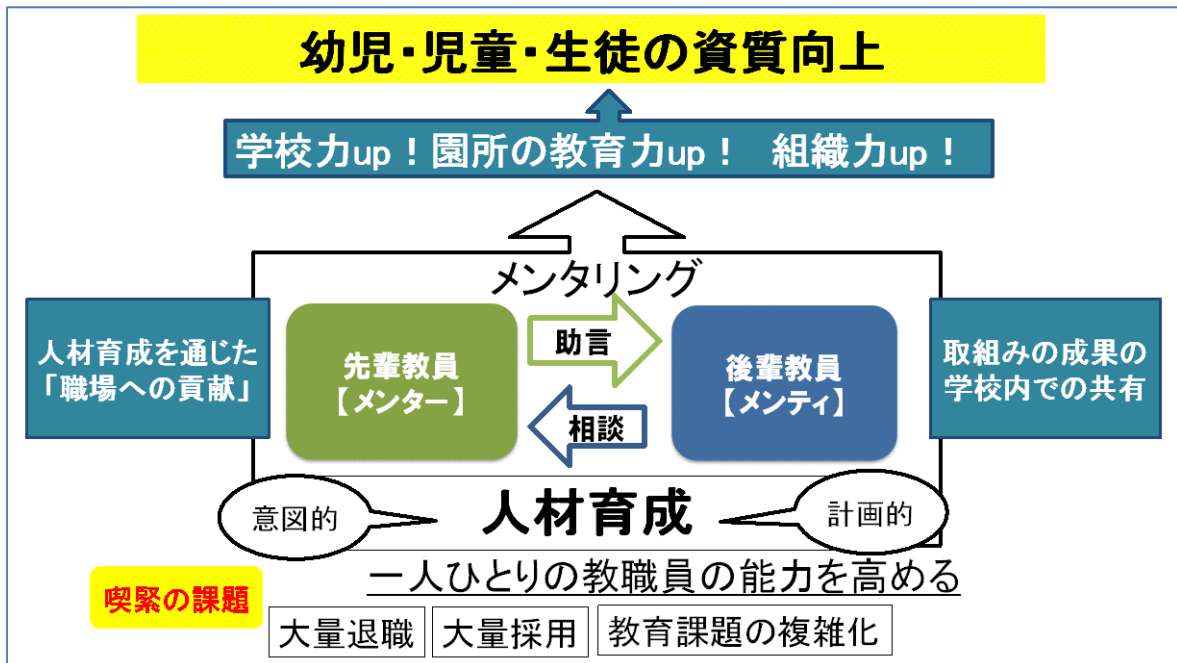 幼児・児童・生徒の資質向上
学校力up！園所の教育力up！　組織力up！
メンタリング
人材育成を通じた
「職場への貢献」
先輩教員
【メンター】
助言
相談
後輩教員
【メンティ】
取組みの成果の
学校内での共有
意図的
人材育成
計画的
一人ひとりの教職員の能力を高める
喫緊の課題
大量退職
大量採用
教育課題の複雑化